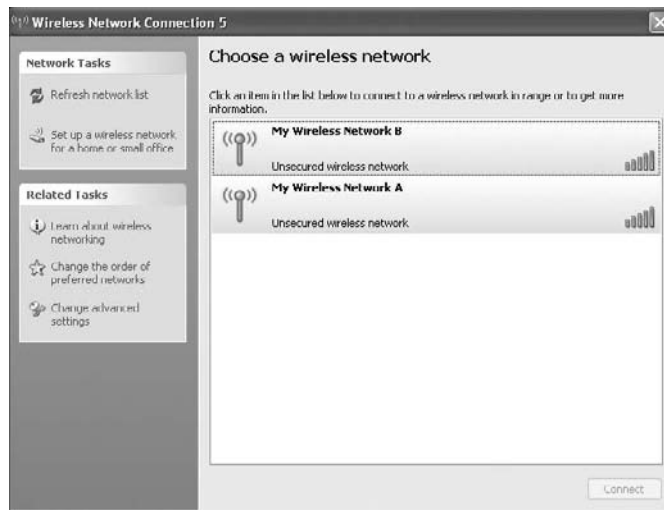 Wireless Network Connection 5
Network Tasks
Refresh network list
Set up a wireless network
for a home or small office
Related Tasks
Learn about wireless
networking
Change the order of
preferred networks
Change advanced
settings
Choose a wireless network
Click an item in the list below to connect to a wireless network in range or to get more
information.
My Wireless Network B
Unsecured wireless network
My Wireless Network A
Unsecured wireless network
Connect